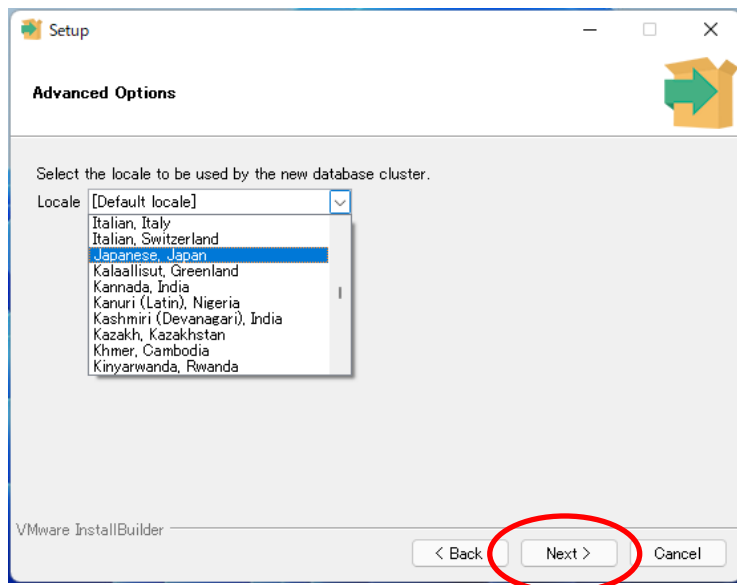 Setup
Advanced Options
Select the locale to be used by the new database cluster.
Locale [Default locale]
Italian, Italy
Italian, Switzerland
Japanese, Japan
Kalaallisut, Greenland
Kannada, India
Kanuri (Latin), Nigeria
Kashmiri (Devanagari), India
Kazakh, Kazakhstan
Khmer, Cambodia
Kinyarwanda, Rwanda
VMware InstallBuilder
< Back Next > Cancel